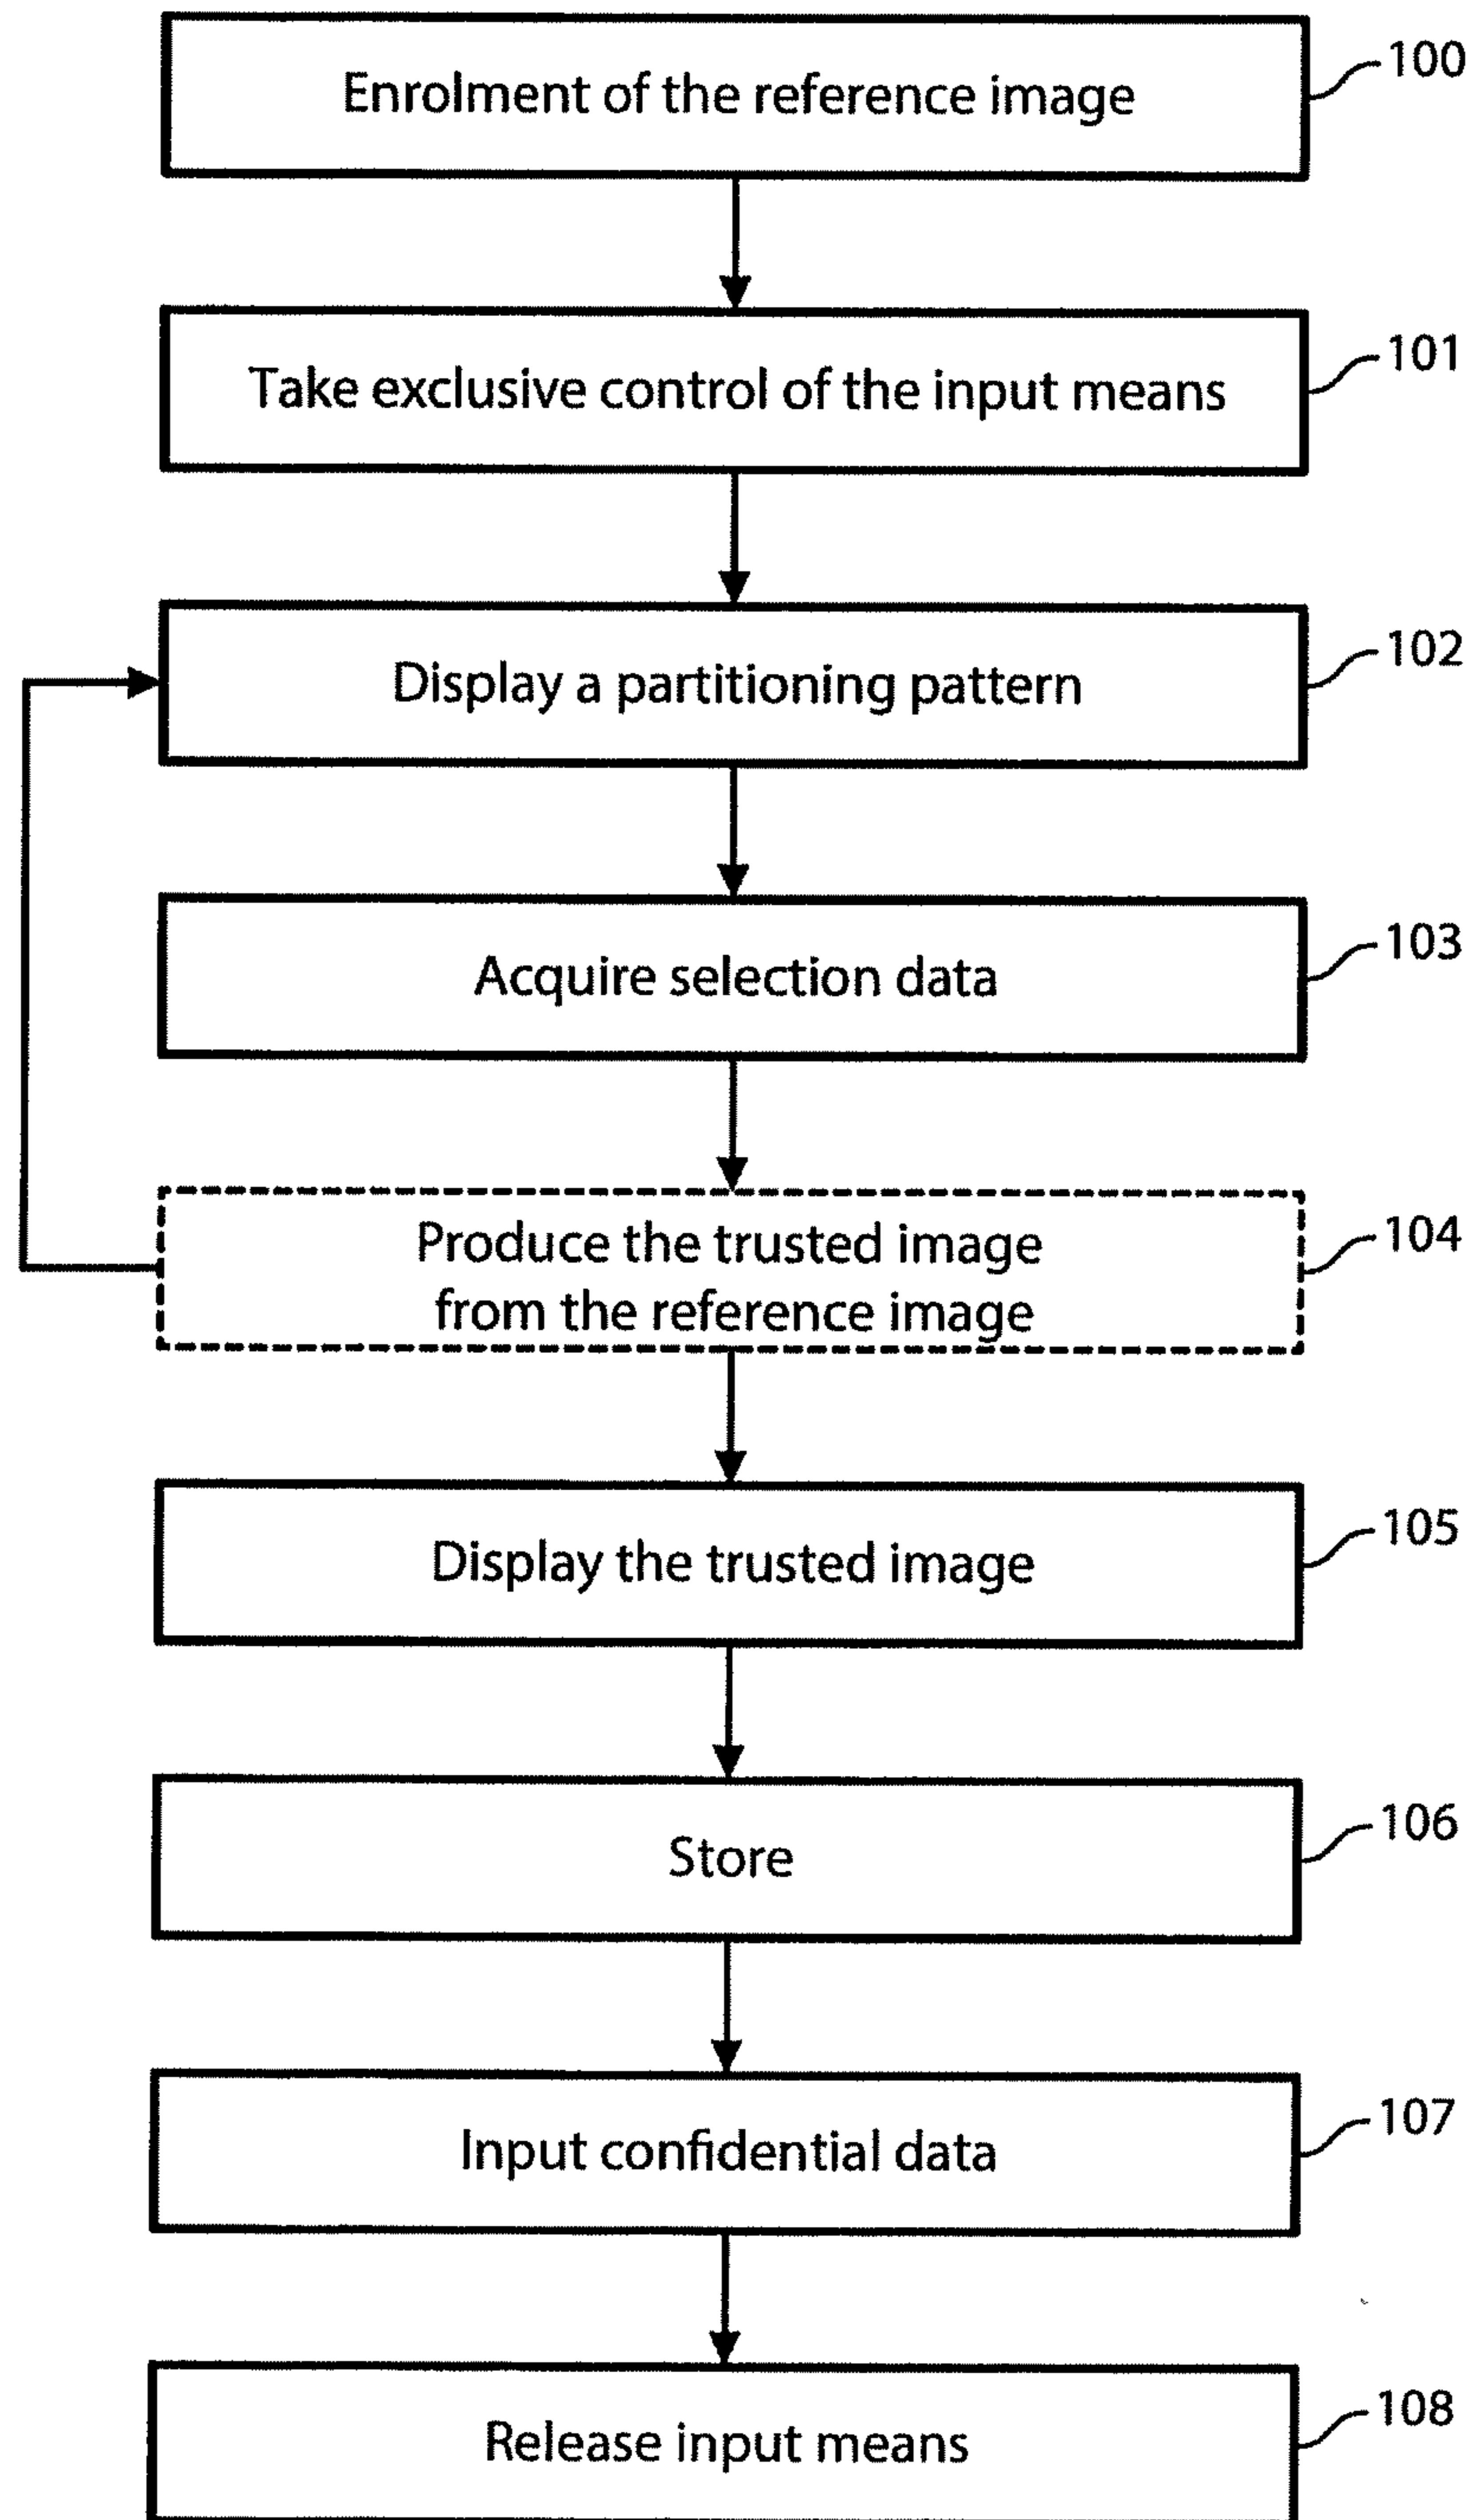 Enrolment of the reference image
100
Take exclusive control of the input means
101
Display a partitioning pattern
102
Acquire selection data
103
Produce the trusted image
from the reference image
104
Display the trusted image
105
Store
106
Input confidential data
107
Release input means
108